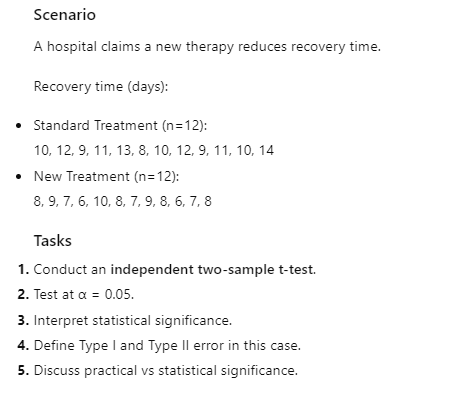 Scenario
A hospital claims a new therapy reduces recovery time.
Recovery time (days):
• Standard Treatment (n=12):
10, 12, 9, 11, 13, 8, 10, 12, 9, 11, 10, 14
• New Treatment (n=12):
8, 9, 7, 6, 10, 8, 7, 9, 8, 6, 7, 8
Tasks
1. Conduct an independent two-sample t-test.
2. Test at α = 0.05.
3. Interpret statistical significance.
4. Define Type I and Type II error in this case.
5. Discuss practical vs statistical significance.